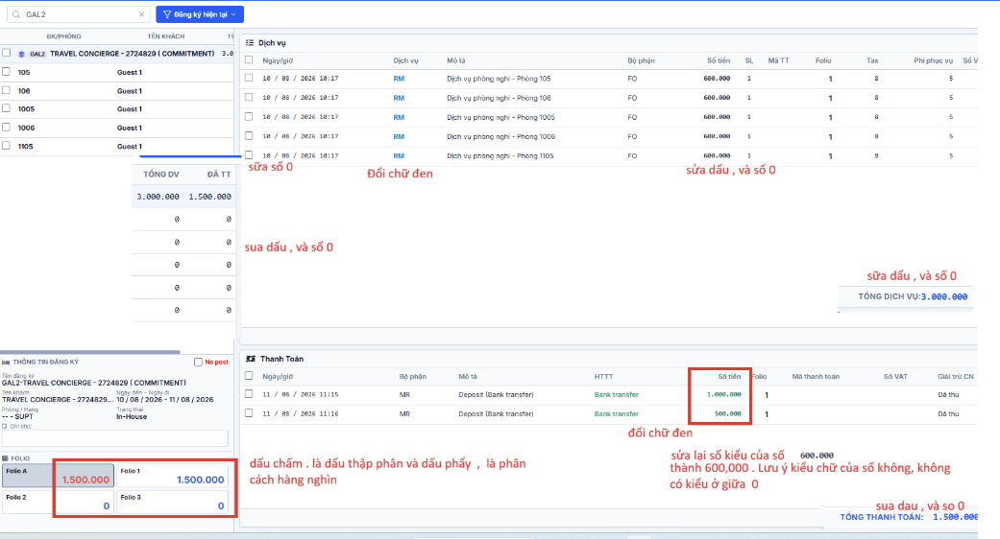 GAL2
Đăng ký hiện tại
ĐK/PHÒNG TÊN KHÁCH
GAL2 TRAVEL CONCIERGE - 2724829 ( COMMITMENT) 3.0
105 Guest 1
106 Guest 1
1005 Guest 1
1006 Guest 1
1105 Guest 1
TỔNG DV ĐÃ TT
3.000.000 1.500.000
0 0
0 0
0 0
0 0
0 0
Dịch vụ
Ngày/giờ Dịch vụ Mô tả Bộ phận Số tiền SL Mã TT Folio Tax Phí phục vụ Số V
10 / 08 / 2026 10:17 RM Dịch vụ phòng nghỉ - Phòng 105 FO 600.000 1 1 8 5
10 / 08 / 2026 10:17 RM Dịch vụ phòng nghỉ - Phòng 106 FO 600.000 1 1 8 5
10 / 08 / 2026 10:17 RM Dịch vụ phòng nghỉ - Phòng 1005 FO 600.000 1 1 8 5
10 / 08 / 2026 10:17 RM Dịch vụ phòng nghỉ - Phòng 1006 FO 600.000 1 1 8 5
10 / 08 / 2026 10:17 RM Dịch vụ phòng nghỉ - Phòng 1105 FO 600.000 1 1 8 5
sữa số 0
Đổi chữ đen
sửa dấu , và số 0
sua dấu , và số 0
sữa dấu , và số 0
TỔNG DỊCH VỤ:3.000.000
THÔNG TIN ĐĂNG KÝ No post
Tên đăng ký
GAL2-TRAVEL CONCIERGE - 2724829 ( COMMITMENT)
Tên khách Ngày đến ~ Ngày đi
TRAVEL CONCIERGE - 2724829... 10 / 08 / 2026 - 11 / 08 / 2026
Phòng / Hạng Trạng thái
-- - SUPT In-House
Ghi chú:
FOLIO
Folio A 1.500.000 Folio 1 1.500.000
Folio 2 0 Folio 3 0
Thanh Toán
Ngày/giờ Bộ phận Mô tả HTTT Số tiền Folio Mã thanh toán Số VAT Giải trừ CN
11 / 08 / 2026 11:15 MR Deposit (Bank transfer) Bank transfer 1.000.000 1 Đã thu
11 / 08 / 2026 11:16 MR Deposit (Bank transfer) Bank transfer 500.000 1 Đã thu
đổi chữ đen
dấu chấm . là dấu thập phân và dấu phẩy , là phân
cách hàng nghìn
sửa lại số kiểu của số 600.000
thành 600,000 . Lưu ý kiểu chữ của số không, không
có kiểu ở giữa 0
sua dau , và so 0
TỔNG THANH TOÁN: 1.500.000